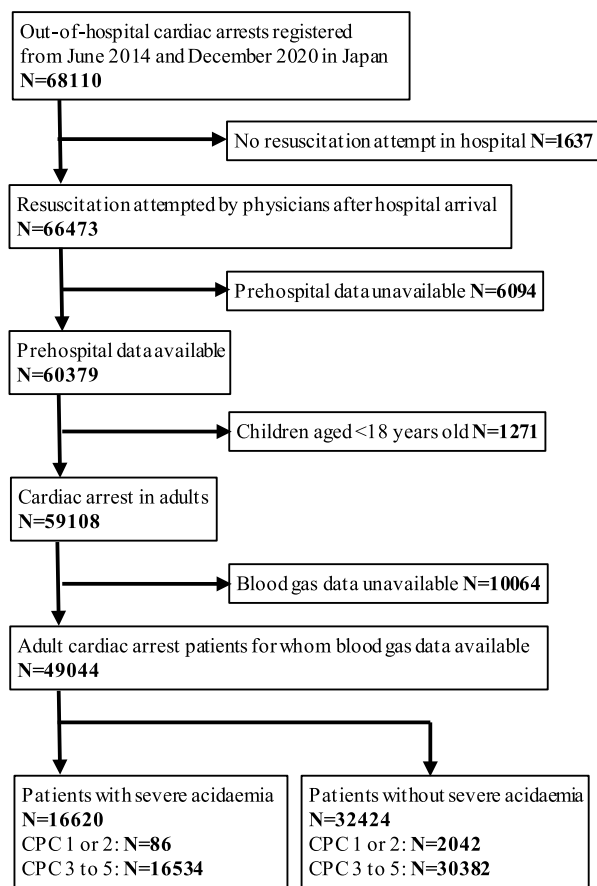 Out-of-hospital cardiac arrests registered
from June 2014 and December 2020 in Japan
N=68110
No resuscitation attempt in hospital N=1637
Resuscitation attempted by physicians after hospital arrival
N=66473
Prehospital data unavailable N=6094
Prehospital data available
N=60379
Children aged <18 years old N=1271
Cardiac arrest in adults
N=59108
Blood gas data unavailable N=10064
Adult cardiac arrest patients for whom blood gas data available
N=49044
Patients with severe acidaemia
N=16620
CPC 1 or 2: N=86
CPC 3 to 5: N=16534
Patients without severe acidaemia
N=32424
CPC 1 or 2: N=2042
CPC 3 to 5: N=30382